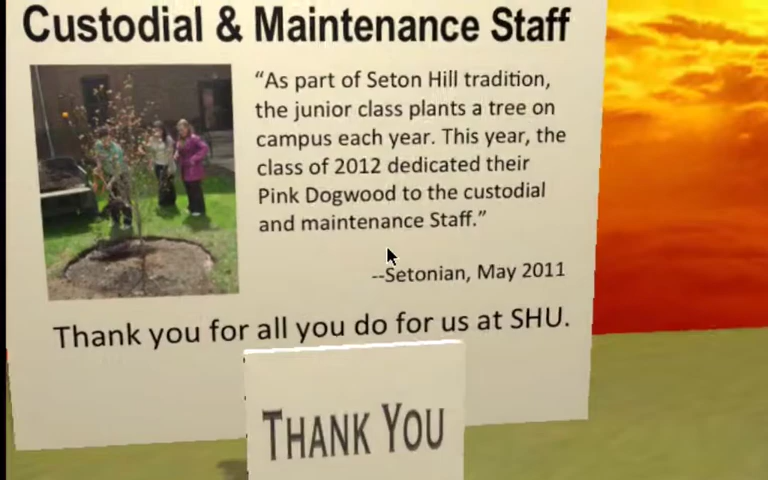 Custodial & Maintenance Staff
“As part of Seton Hill tradition,
the junior class plants a tree on
campus each year. This year, the
class of 2012 dedicated their
Pink Dogwood to the custodial
and maintenance Staff.”
--Setonian, May 2011
Thank you for all you do for us at SHU.
THANK YOU